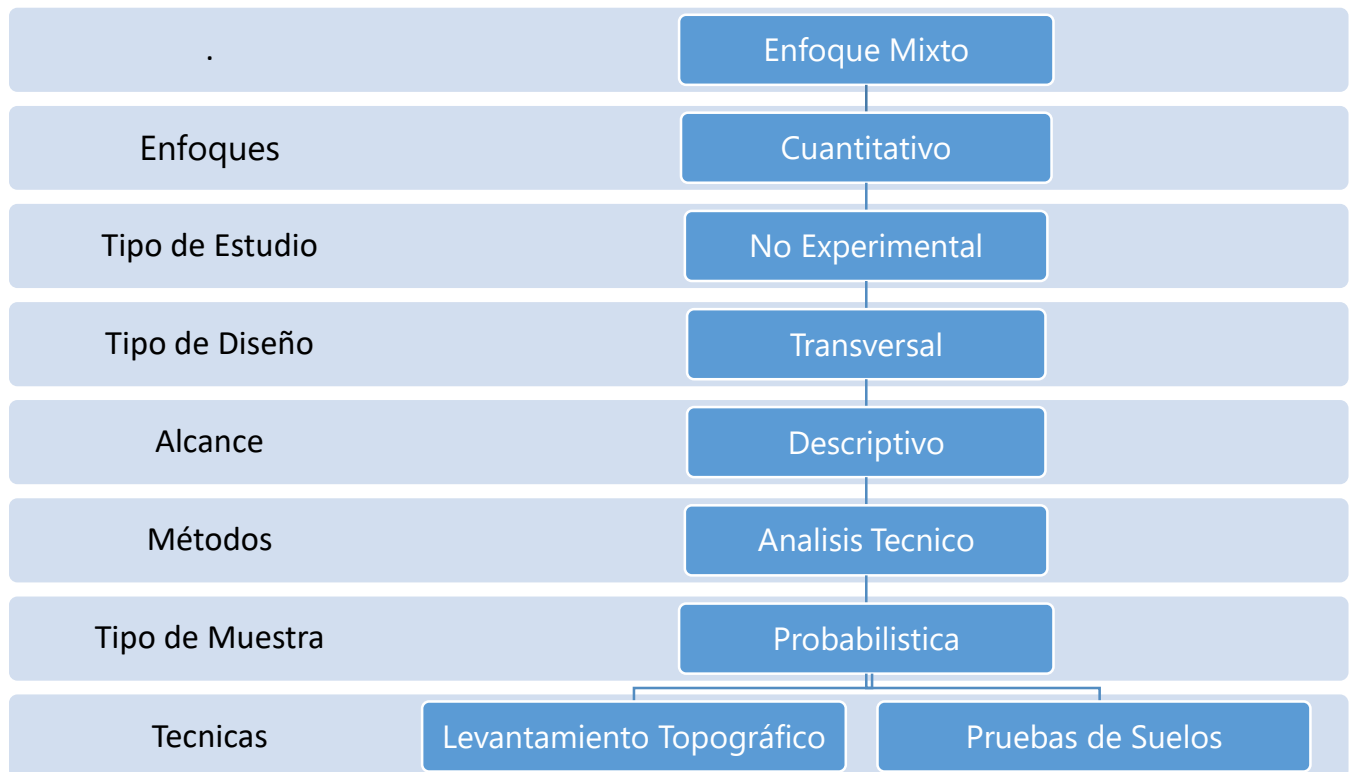 .
Enfoque Mixto
Enfoques
Cuantitativo
Tipo de Estudio
No Experimental
Tipo de Diseño
Transversal
Alcance
Descriptivo
Métodos
Analisis Tecnico
Tipo de Muestra
Probabilistica
Tecnicas
Levantamiento Topográfico
Pruebas de Suelos